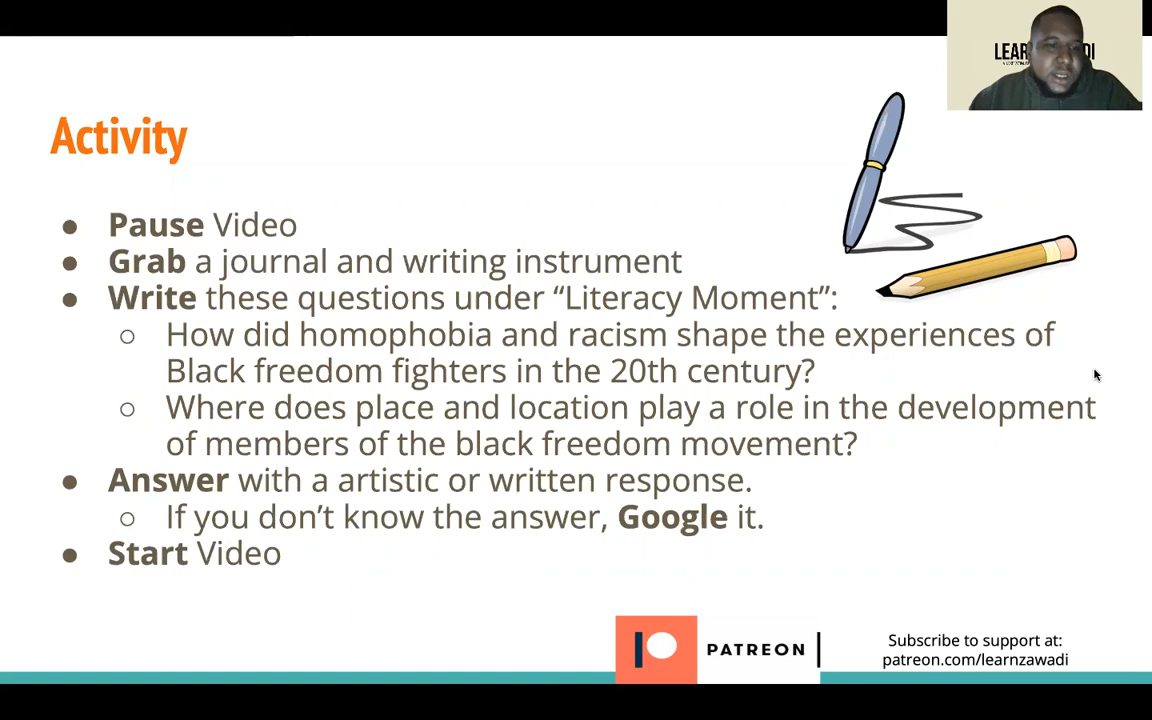 Activity
● Pause Video
● Grab a journal and writing instrument
● Write these questions under “Literacy Moment”:
○ How did homophobia and racism shape the experiences of
Black freedom fighters in the 20th century?
○ Where does place and location play a role in the development
of members of the black freedom movement?
● Answer with a artistic or written response.
○ If you don’t know the answer, Google it.
● Start Video
PATREON
Subscribe to support at:
patreon.com/learnzawadi